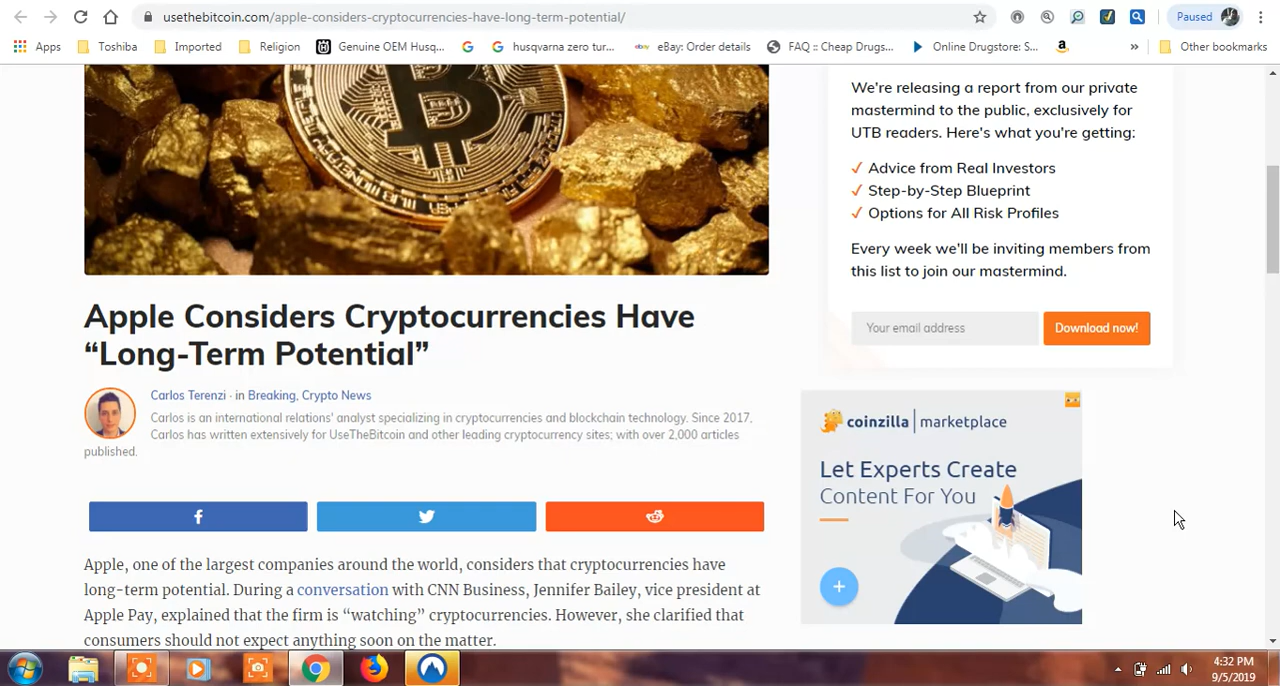 usethebitcoin.com/apple-considers-cryptocurrencies-have-long-term-potential/
Paused
Apps
Toshiba
Imported
Religion
Genuine OEM Husq...
husqvarna zero tur...
eBay: Order details
FAQ :: Cheap Drugs...
Online Drugstore: S...
»
Other bookmarks
Apple Considers Cryptocurrencies Have
“Long-Term Potential”
Carlos Terenzi · in Breaking, Crypto News
Carlos is an international relations' analyst specializing in cryptocurrencies and blockchain technology. Since 2017,
Carlos has written extensively for UseTheBitcoin and other leading cryptocurrency sites; with over 2,000 articles
published.
Apple, one of the largest companies around the world, considers that cryptocurrencies have
long-term potential. During a conversation with CNN Business, Jennifer Bailey, vice president at
Apple Pay, explained that the firm is “watching” cryptocurrencies. However, she clarified that
consumers should not expect anything soon on the matter.
We're releasing a report from our private
mastermind to the public, exclusively for
UTB readers. Here's what you're getting:
✓ Advice from Real Investors
✓ Step-by-Step Blueprint
✓ Options for All Risk Profiles
Every week we'll be inviting members from
this list to join our mastermind.
Your email address
Download now!
coinzilla | marketplace
Let Experts Create
Content For You
4:32 PM
9/5/2019